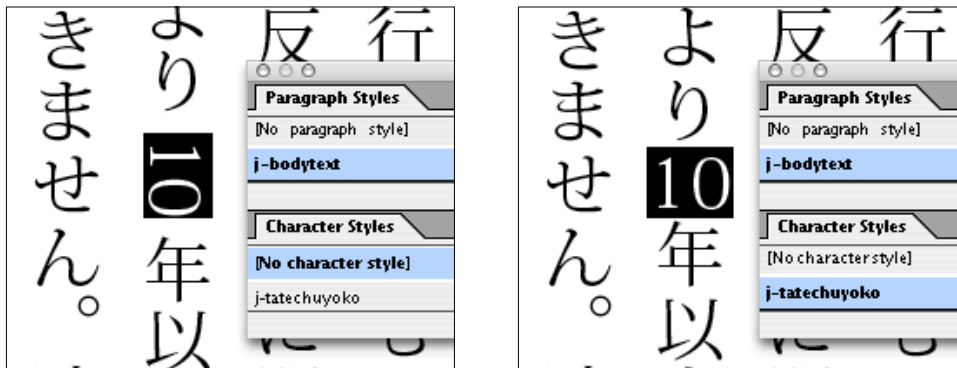 行
反
より10年以
きません。
Paragraph Styles
[No paragraph style]
j-bodytext
Character Styles
[No character style]
j-tatechuyoko
行
反
より10年以
きません。
Paragraph Styles
[No paragraph style]
j-bodytext
Character Styles
[No character style]
j-tatechuyoko